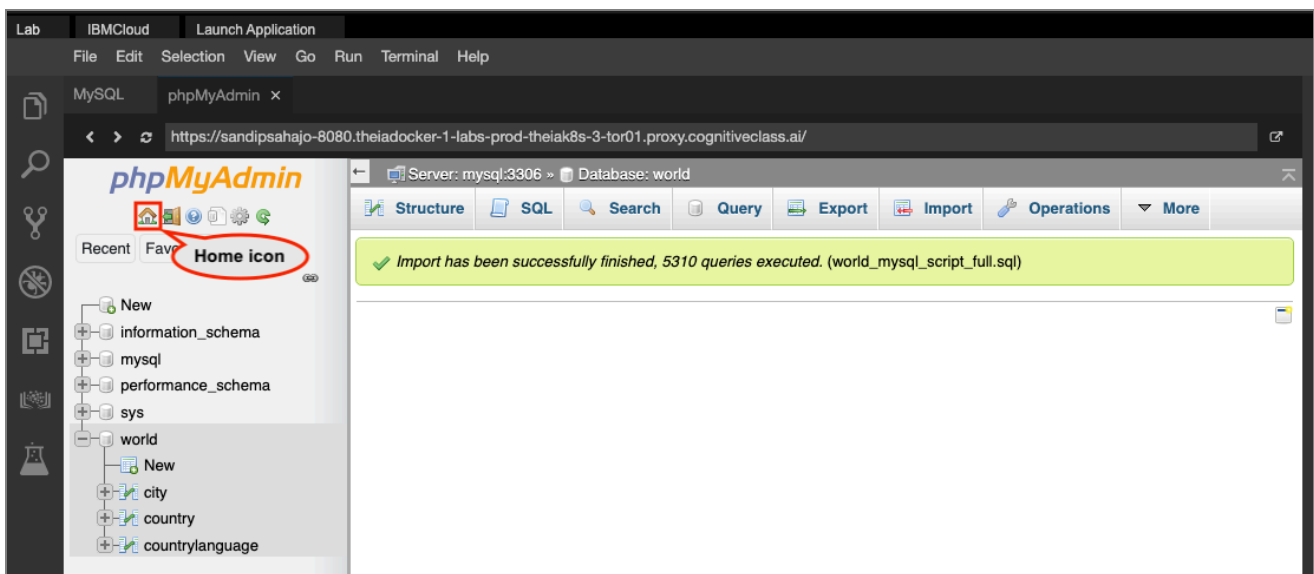 Lab IBMCloud Launch Application
File Edit Selection View Go Run Terminal Help
MySQL phpMyAdmin ×
https://sandipsahajo-8080.theiadocker-1-labs-prod-theiak8s-3-tor01.proxy.cognitiveclass.ai/
phpMyAdmin
Server: mysql:3306 » Database: world
Structure SQL Search Query Export Import Operations More
Recent Favo
Home icon
Import has been successfully finished, 5310 queries executed. (world_mysql_script_full.sql)
New
information_schema
mysql
performance_schema
sys
world
New
city
country
countrylanguage